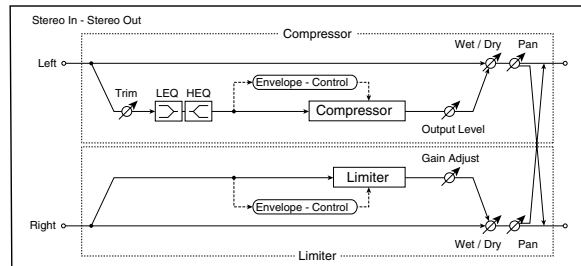 Stereo In - Stereo Out
Compressor
Wet / Dry
Pan
Left
Envelope - Control
Trim
LEQ
HEQ
Compressor
Output Level
Gain Adjust
Limiter
Envelope - Control
Right
Wet / Dry
Pan
Limiter